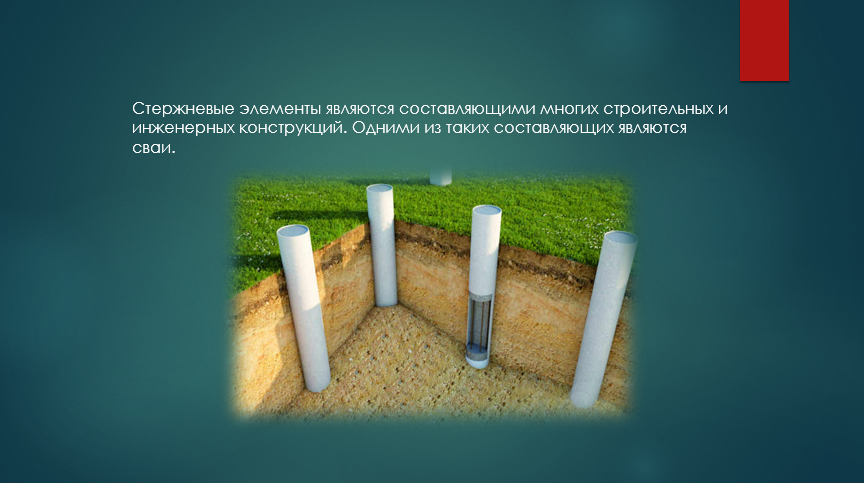 Стержневые элементы являются составляющими многих строительных и
инженерных конструкций. Одними из таких составляющих являются
сваи.